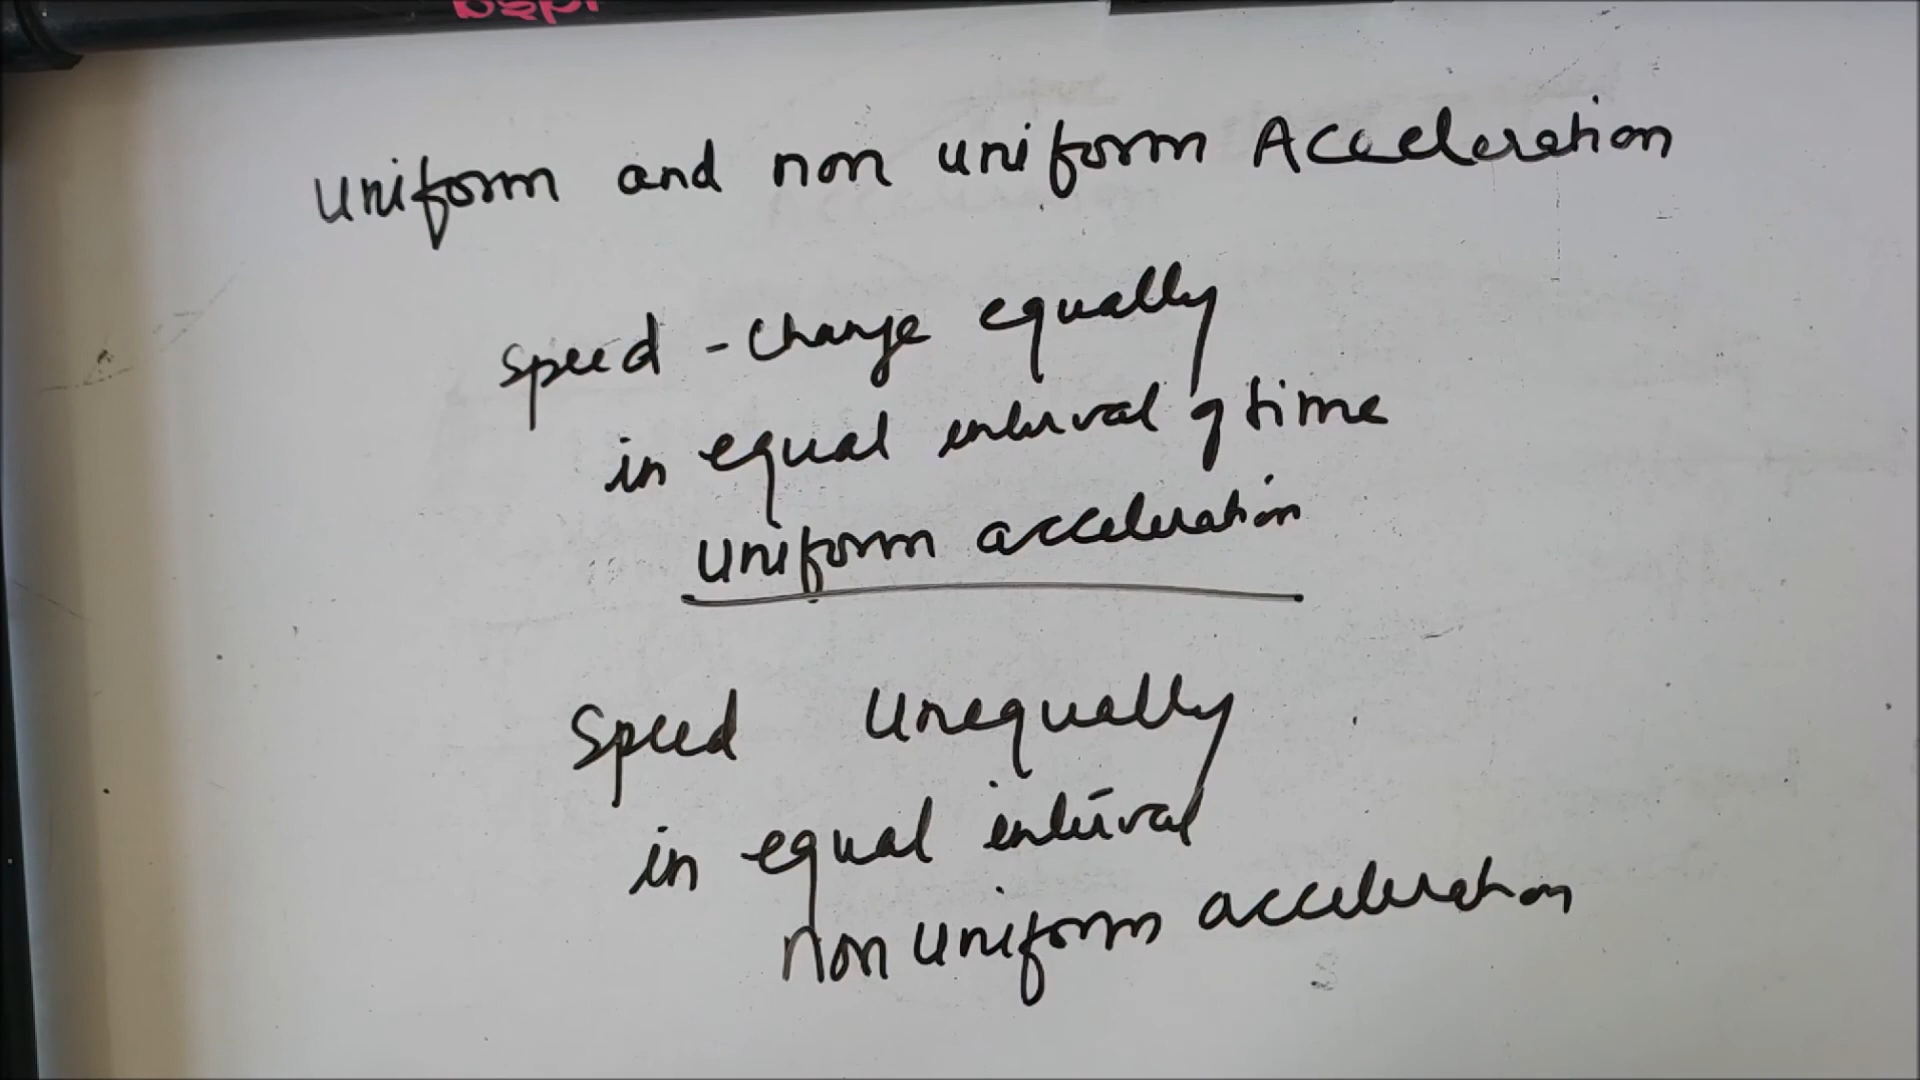 uniform and non uniform Acceleration
speed - change equally
in equal interval of time
uniform acceleration
Speed unequally
in equal interval
non uniform acceleration